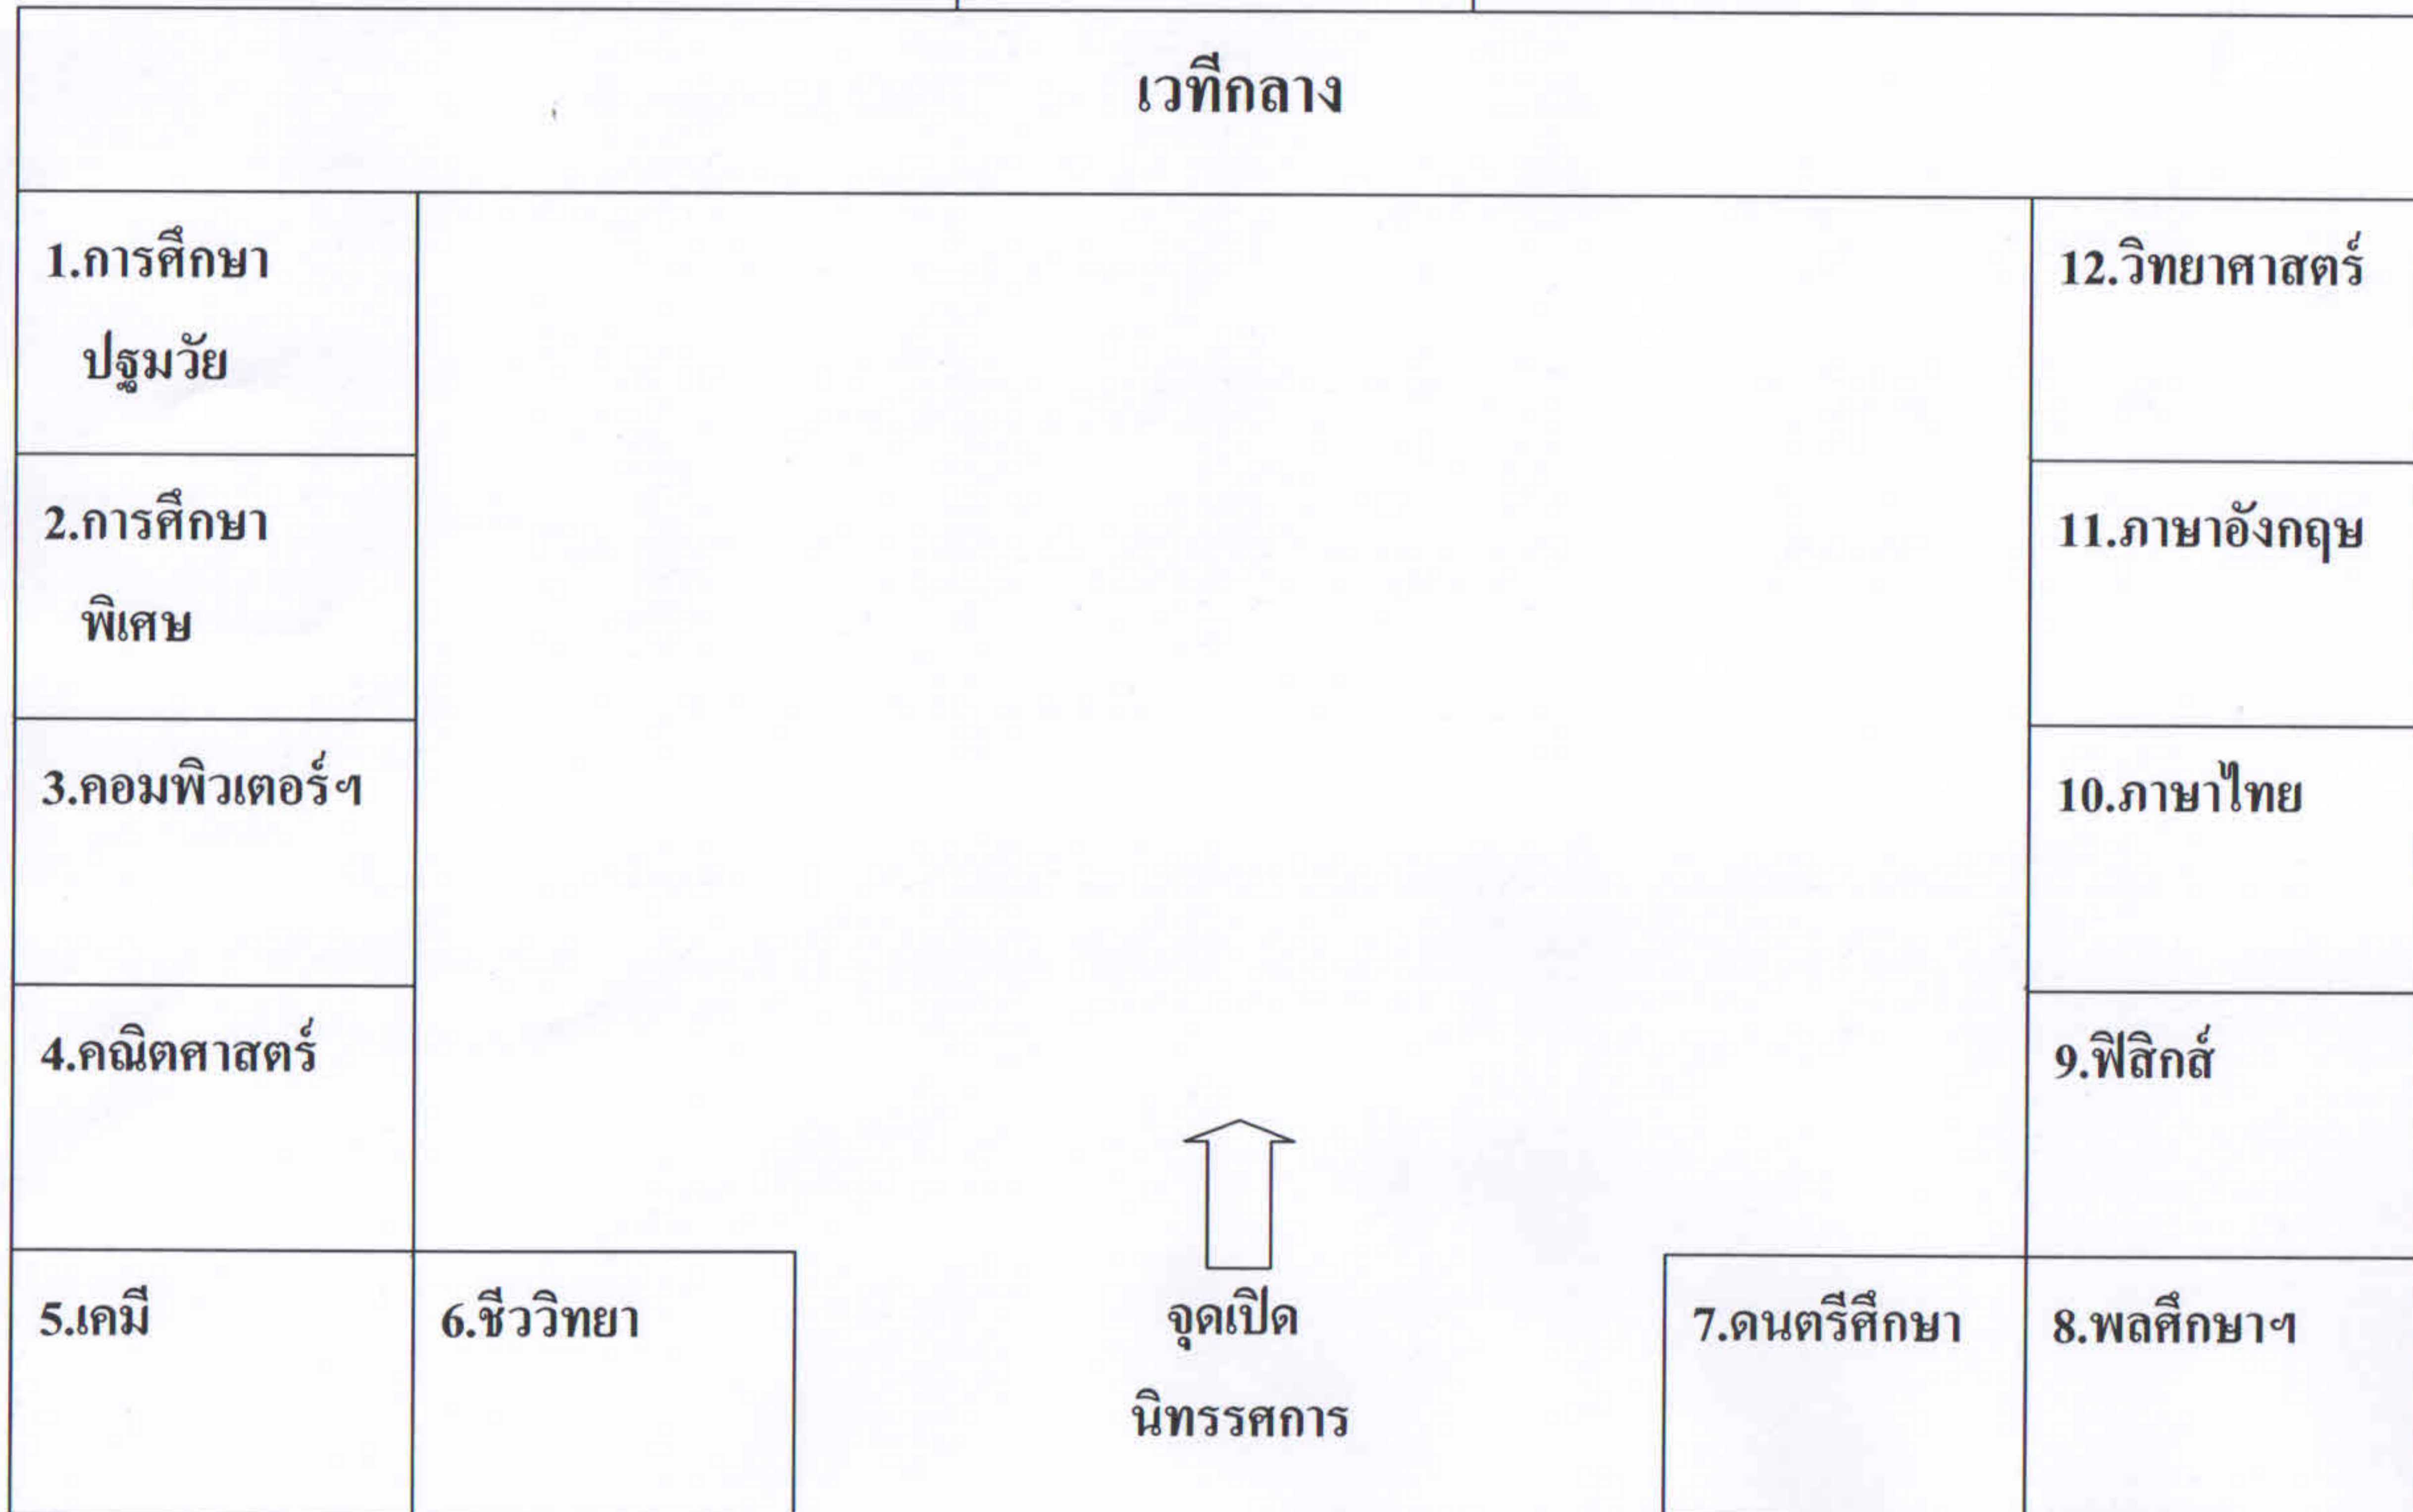 เวทีกลาง
1.การศึกษา
ปฐมวัย
2.การศึกษา
พิเศษ
3.คอมพิวเตอร์ฯ
4.คณิตศาสตร์
5.เคมี
6.ชีววิทยา
จุดเปิด
นิทรรศการ
7.ดนตรีศึกษา
8.พลศึกษาฯ
9.ฟิสิกส์
10.ภาษาไทย
11.ภาษาอังกฤษ
12.วิทยาศาสตร์